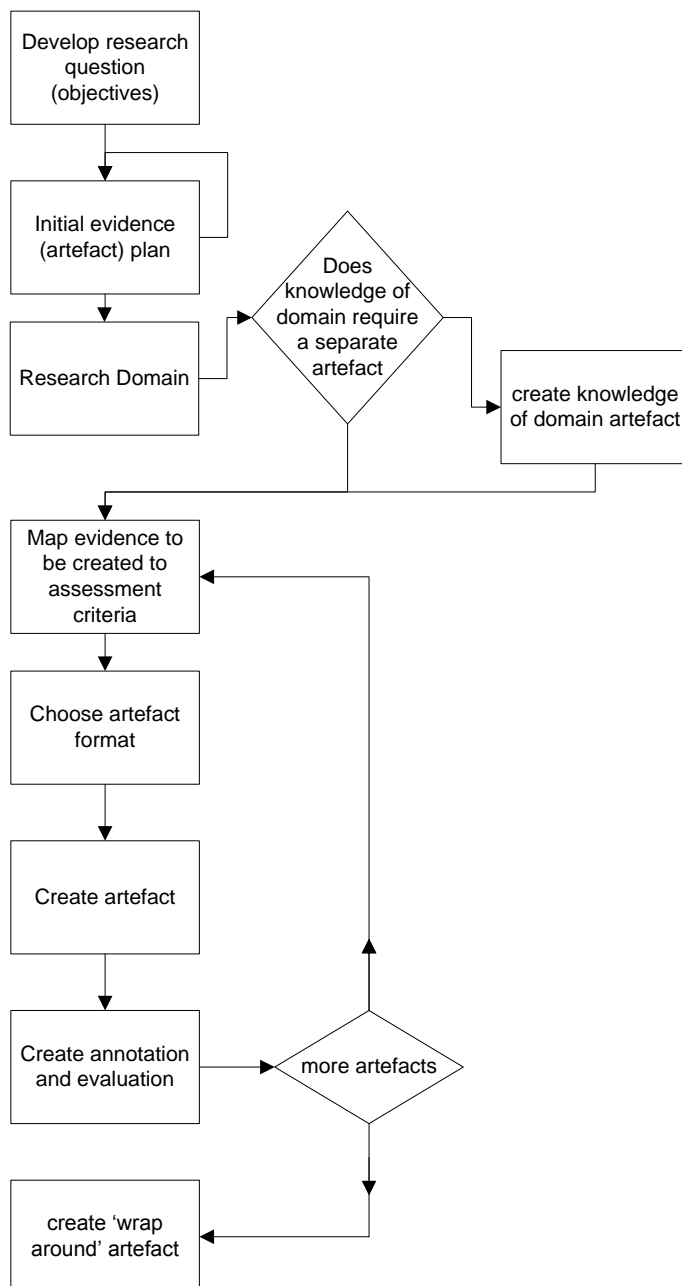 Develop research
question
(objectives)
Initial evidence
(artefact) plan
Research Domain
Does
knowledge of
domain require
a separate
artefact
create knowledge
of domain artefact
Map evidence to
be created to
assessment
criteria
Choose artefact
format
Create artefact
Create annotation
and evaluation
more artefacts
create ‘wrap
around’ artefact